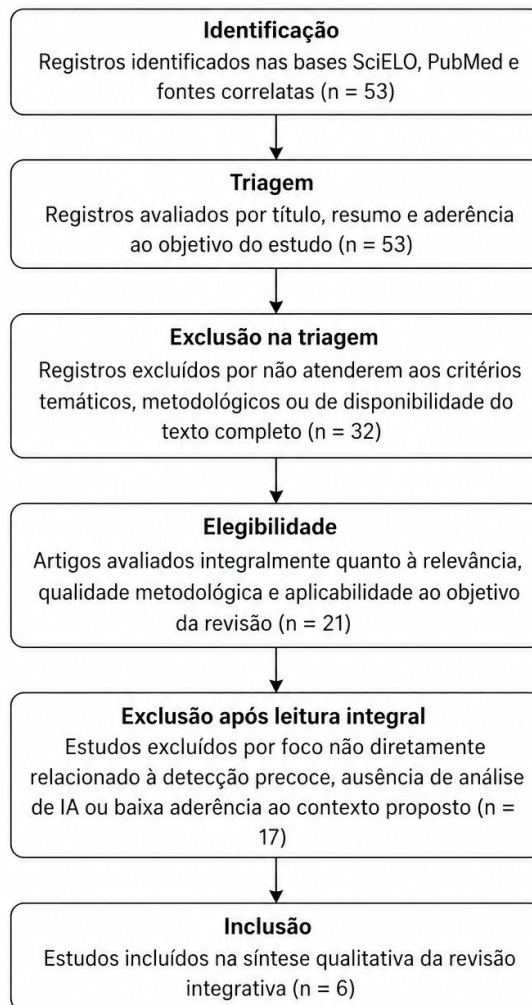 Identificação
Registros identificados nas bases SciELO, PubMed e
fontes correlatas (n = 53)
Triagem
Registros avaliados por título, resumo e aderência
ao objetivo do estudo (n = 53)
Exclusão na triagem
Registros excluídos por não atenderem aos critérios
temáticos, metodológicos ou de disponibilidade do
texto completo (n = 32)
Elegibilidade
Artigos avaliados integralmente quanto à relevância,
qualidade metodológica e aplicabilidade ao objetivo
da revisão (n = 21)
Exclusão após leitura integral
Estudos excluídos por foco não diretamente
relacionado à detecção precoce, ausência de análise
de IA ou baixa aderência ao contexto proposto (n =
17)
Inclusão
Estudos incluídos na síntese qualitativa da revisão
integrativa (n = 6)